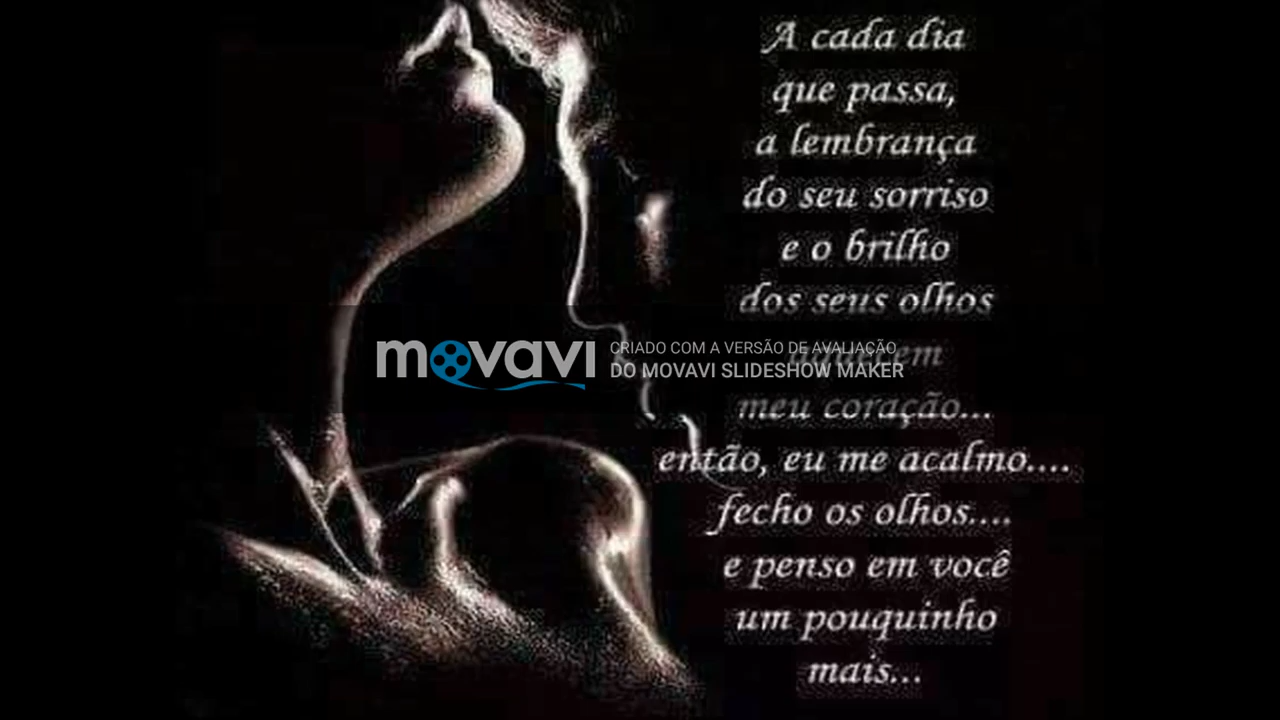 A cada dia
que passa,
a lembrança
do seu sorriso
e o brilho
dos seus olhos
movavi
CRIADO COM A VERSÃO DE AVALIAÇÃO
DO MOVAVI SLIDESHOW MAKER
meu coração...
então, eu me acalmo....
fecho os olhos....
e penso em você
um pouquinho
mais...